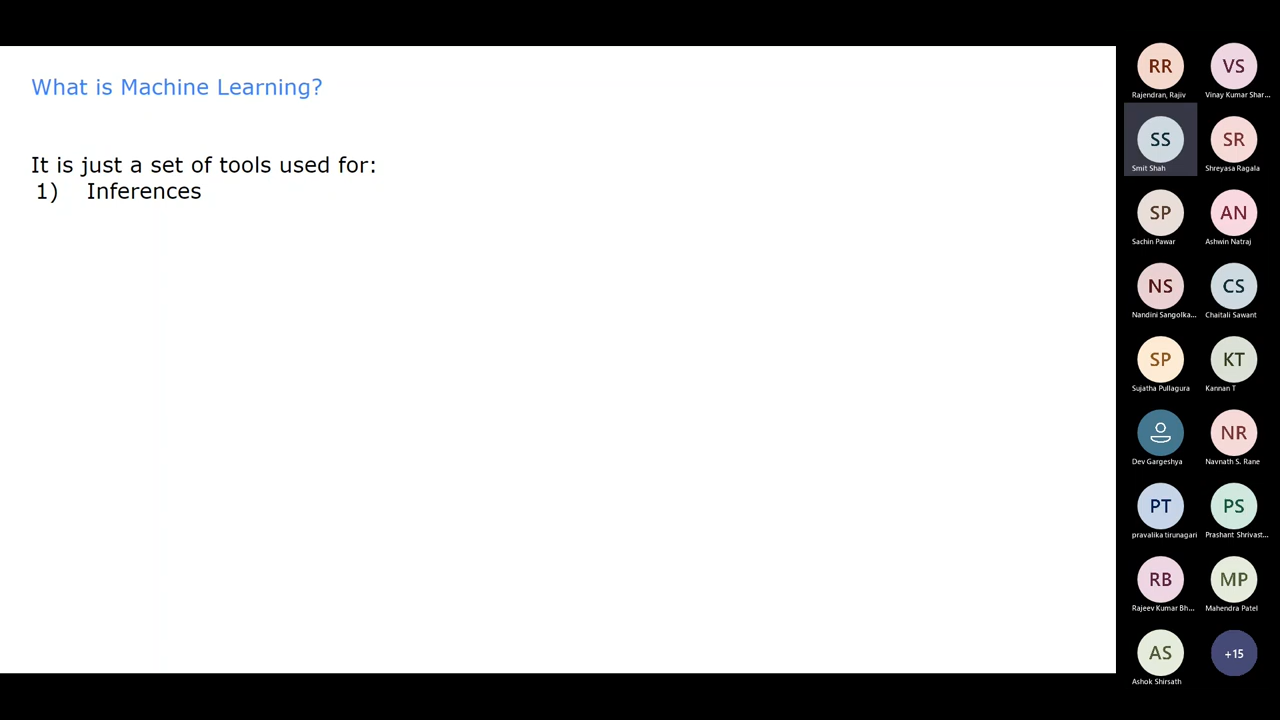 What is Machine Learning?
It is just a set of tools used for:
1) Inferences
RR
Rajendran, Rajiv
VS
Vinay Kumar Shar...
SS
Smit Shah
SR
Shreyasa Ragala
SP
Sachin Pawar
AN
Ashwin Natraj
NS
Nandini Sangolka...
CS
Chaitali Sawant
SP
Sujatha Pullagura
KT
Kannan T
Dev Gargeshya
NR
Navnath S. Rane
PT
pravalika tirunagari
PS
Prashant Shrivast...
RB
Rajeev Kumar Bh...
MP
Mahendra Patel
AS
Ashok Shirsath
+15